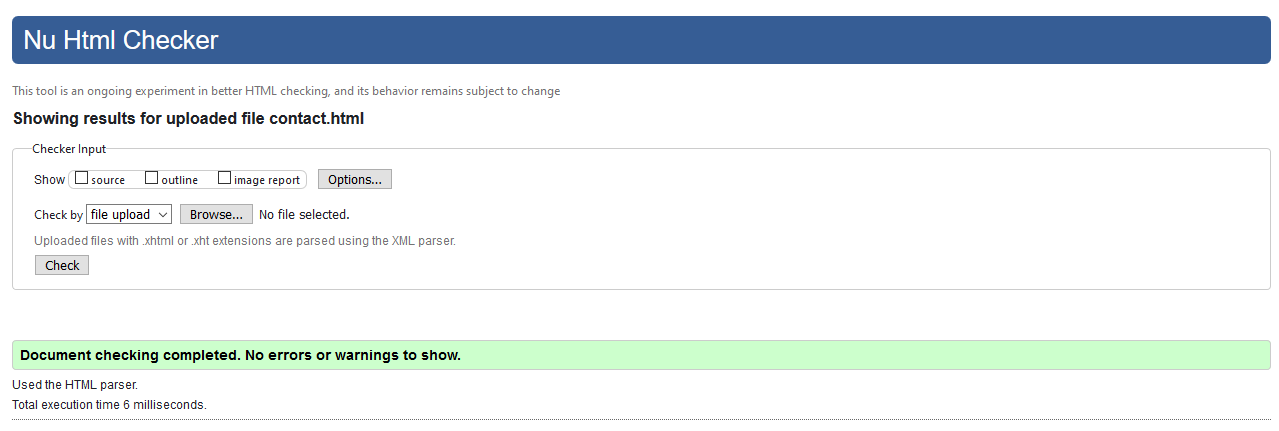 Nu Html Checker
This tool is an ongoing experiment in better HTML checking, and its behavior remains subject to change
Showing results for uploaded file contact.html
Checker Input
Show source outline image report Options...
Check by file upload Browse... No file selected.
Uploaded files with .xhtml or .xht extensions are parsed using the XML parser.
Check
Document checking completed. No errors or warnings to show.
Used the HTML parser.
Total execution time 6 milliseconds.